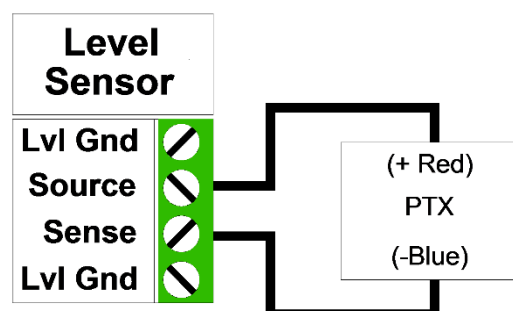 Level
Sensor
Lvl Gnd
Source
Sense
Lvl Gnd
(+ Red)
PTX
(-Blue)